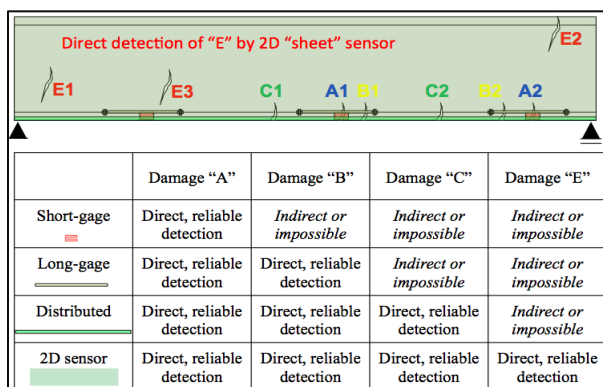 Direct detection of “E” by 2D “sheet” sensor
E2
E1
E3
C1
A1
B1
C2
B2
A2
Damage “A” Damage “B” Damage “C” Damage “E”
Short-gage Direct, reliable detection Indirect or impossible Indirect or impossible Indirect or impossible
Long-gage Direct, reliable detection Direct, reliable detection Indirect or impossible Indirect or impossible
Distributed Direct, reliable detection Direct, reliable detection Direct, reliable detection Indirect or impossible
2D sensor Direct, reliable detection Direct, reliable detection Direct, reliable detection Direct, reliable detection